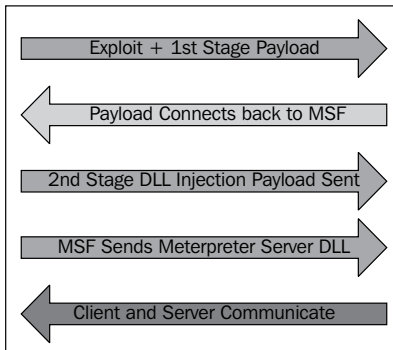 Exploit + 1st Stage Payload
Payload Connects back to MSF
2nd Stage DLL Injection Payload Sent
MSF Sends Meterpreter Server DLL
Client and Server Communicate